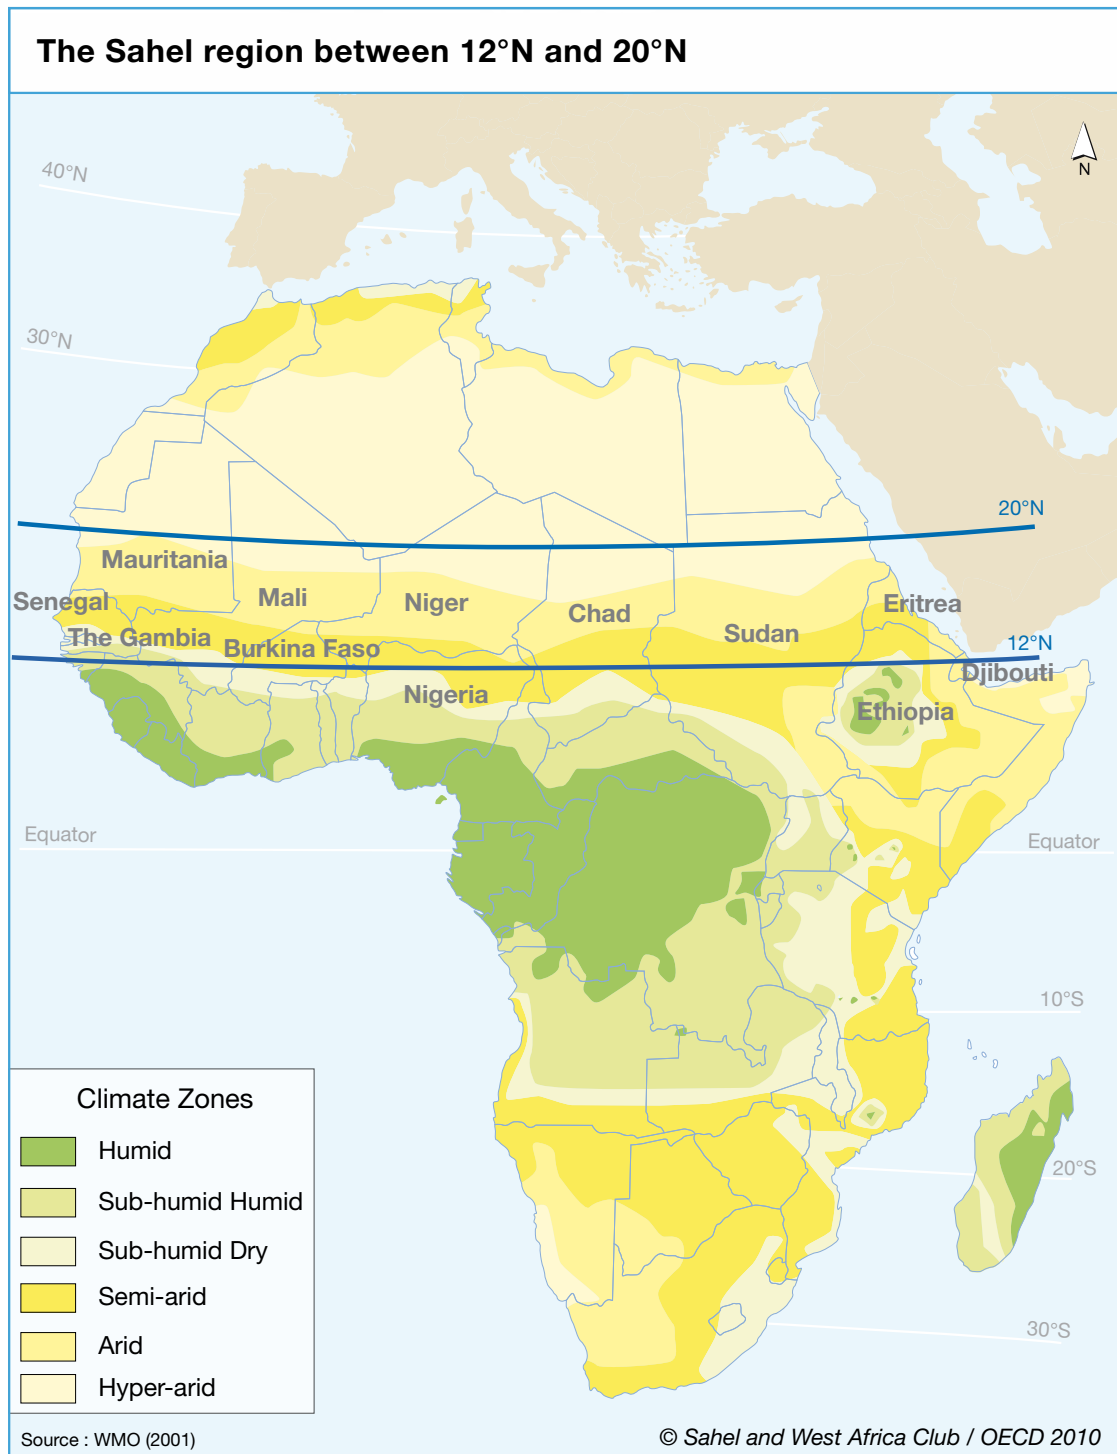 The Sahel region between 12°N and 20°N
N
40°N
30°N
20°N
Mauritania
Senegal
Mali
Niger
Chad
Eritrea
The Gambia
Burkina Faso
Sudan
12°N
Djibouti
Nigeria
Ethiopia
Equator
Equator
10°S
20°S
30°S
Climate Zones
Humid
Sub-humid Humid
Sub-humid Dry
Semi-arid
Arid
Hyper-arid
Source : WMO (2001)
© Sahel and West Africa Club / OECD 2010